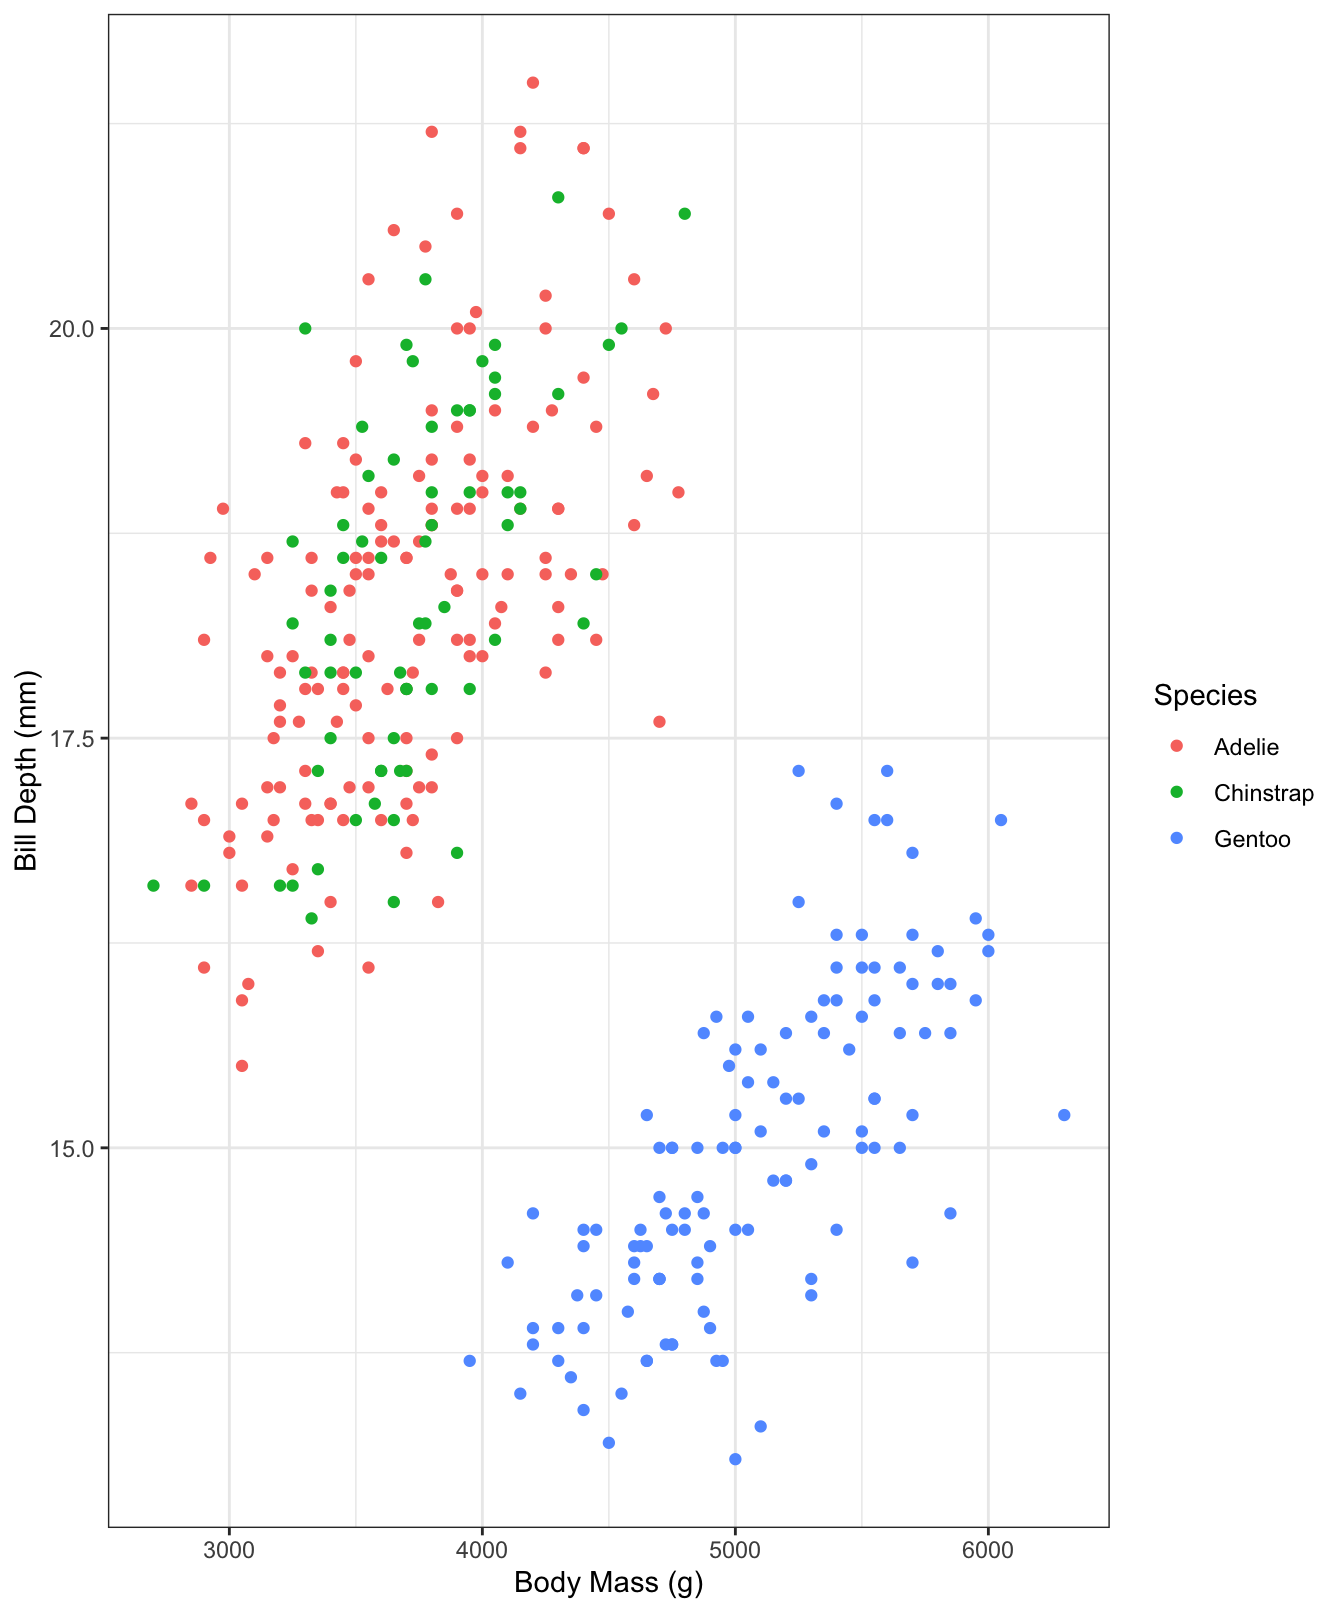 20.0
17.5
15.0
Bill Depth (mm)
3000 4000 5000 6000
Body Mass (g)
Species
Adelie
Chinstrap
Gentoo